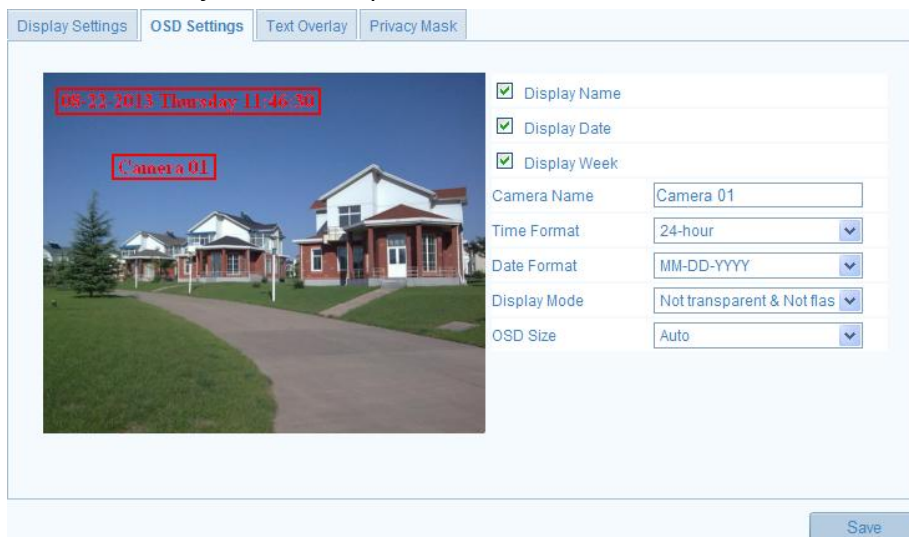 Display Settings OSD Settings Text Overlay Privacy Mask
08-22-2013 Thursday 11:46:30
Camera 01
Display Name
Display Date
Display Week
Camera Name Camera 01
Time Format 24-hour
Date Format MM-DD-YYYY
Display Mode Not transparent & Not flas
OSD Size Auto
Save